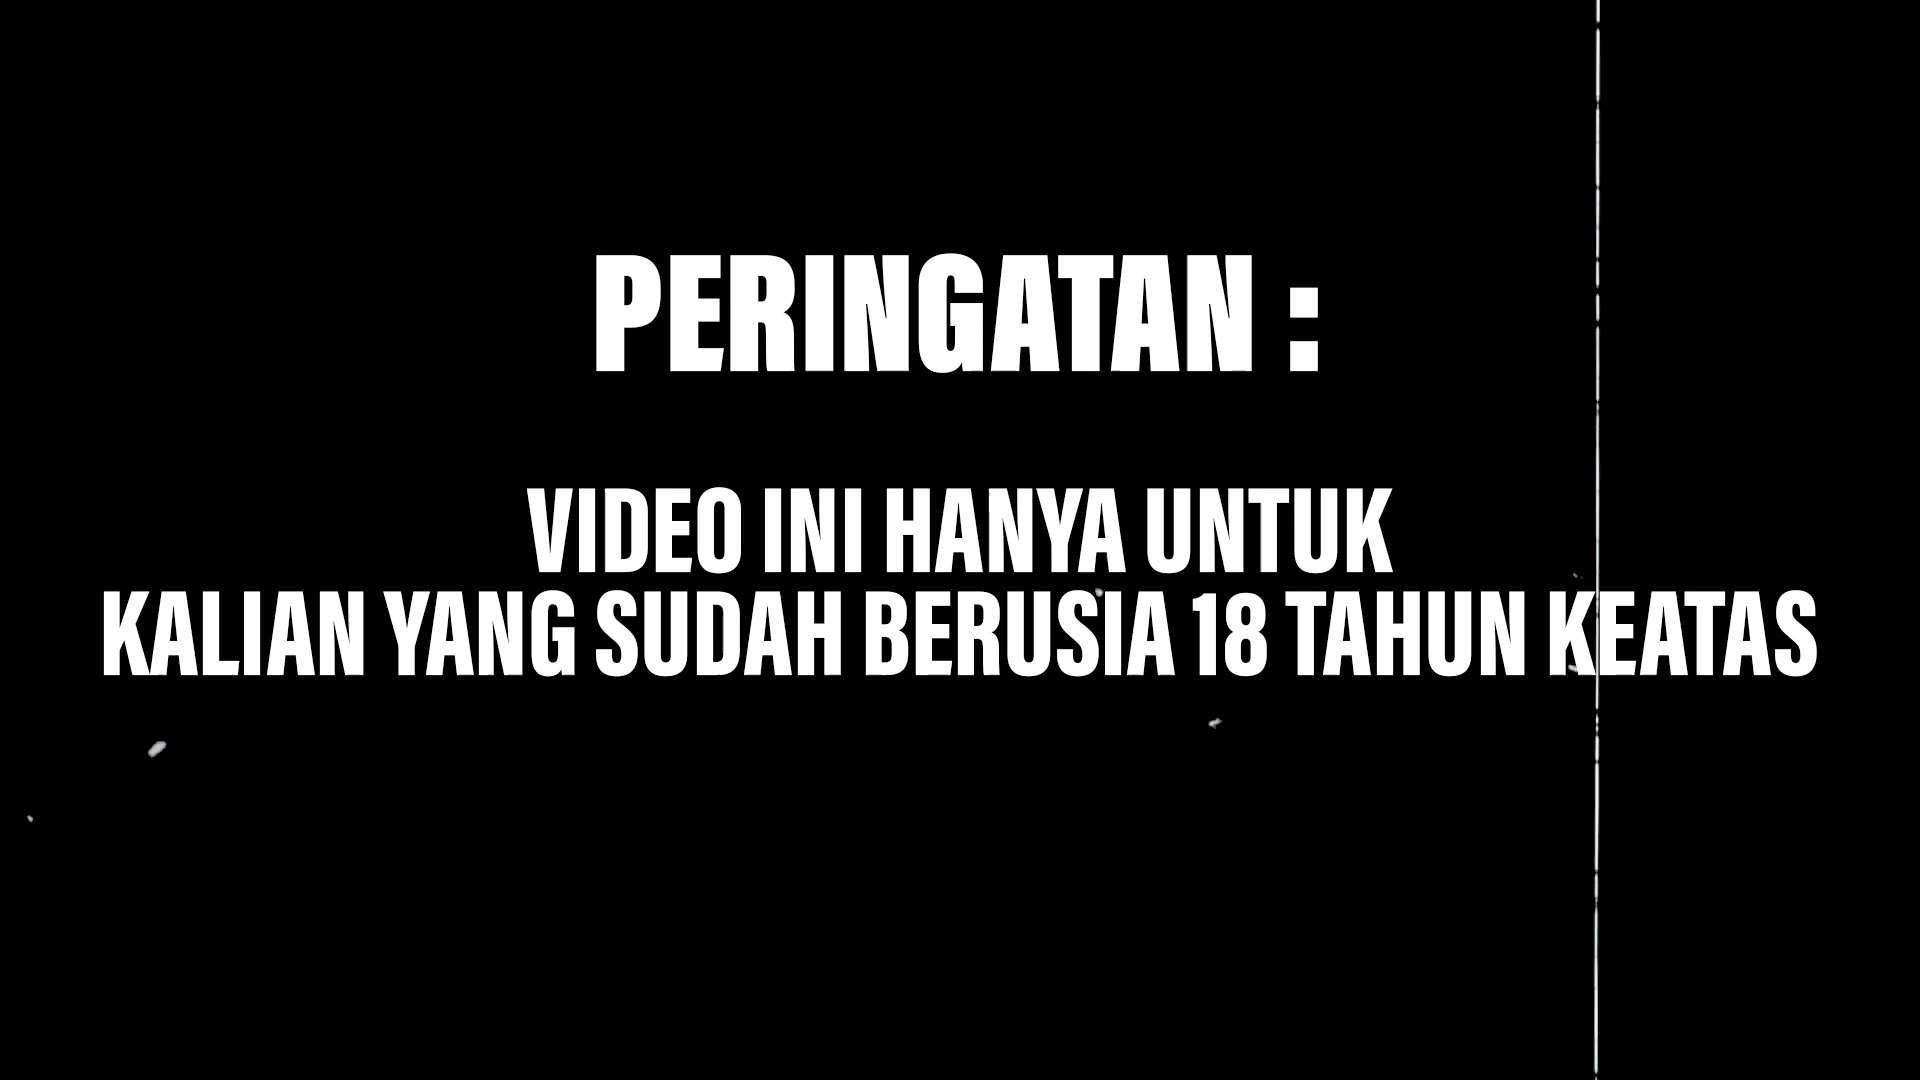 PERINGATAN :
VIDEO INI HANYA UNTUK
KALIAN YANG SUDAH BERUSIA 18 TAHUN KEATAS